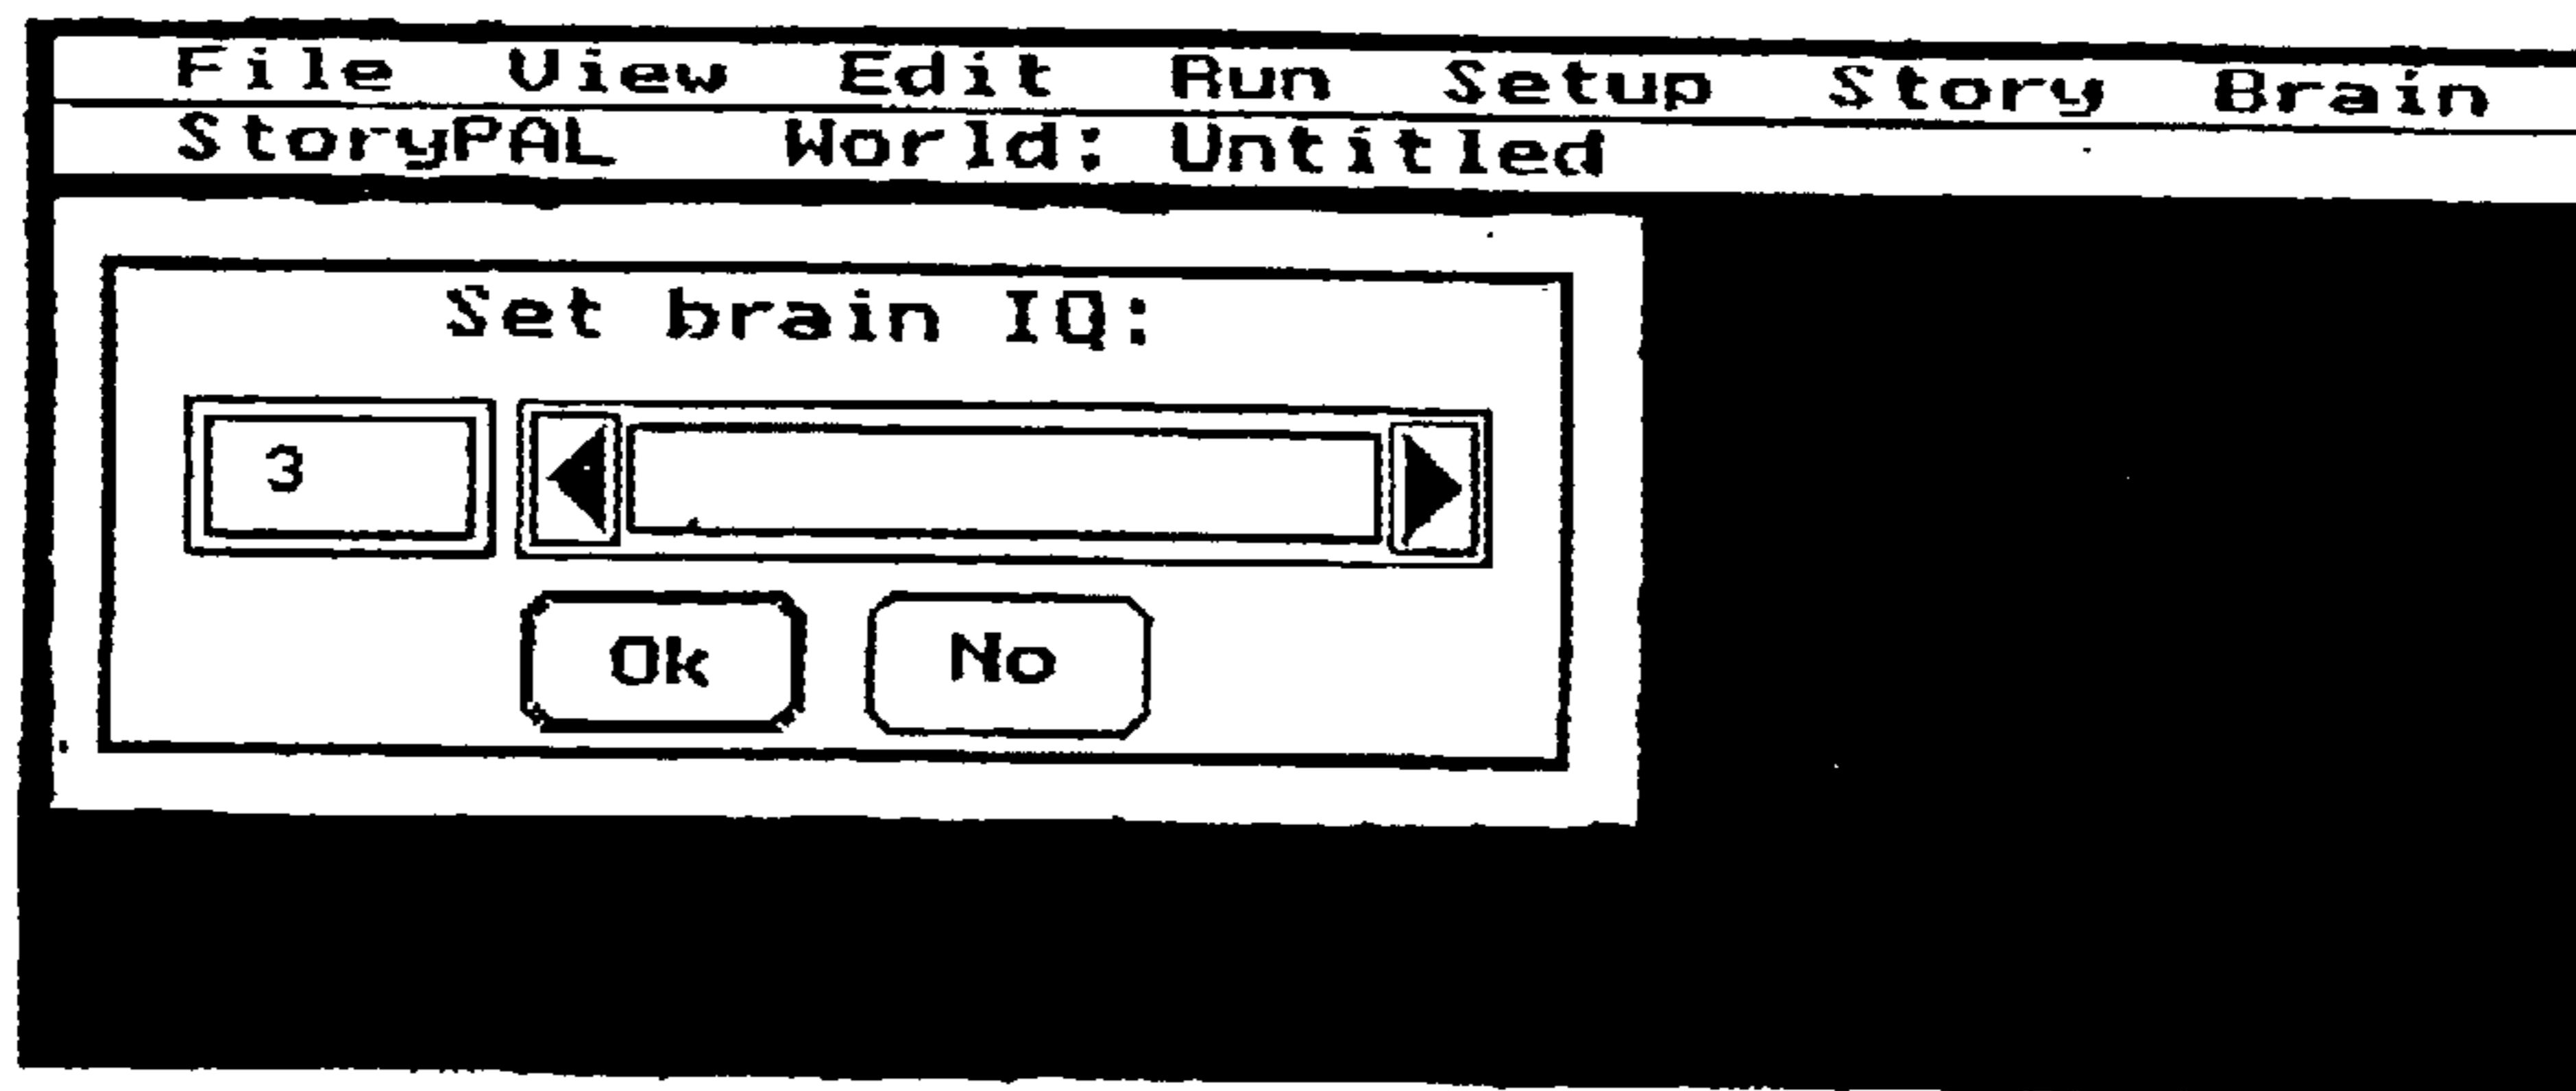 File View Edit Run Setup Story Brain
StoryPAL World: Untitled
Set brain IQ:
3
Ok No